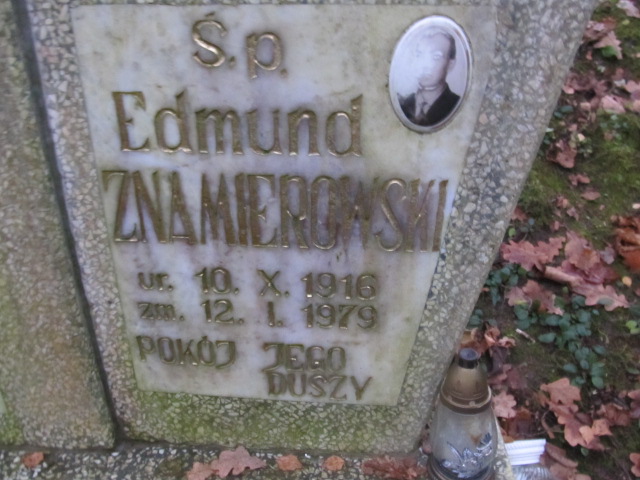 Ś.p.
Edmund
ZNAMIEROWSKI
ur. 10. X. 1916
zm. 12. I. 1979
POKÓJ JEGO
DUSZY